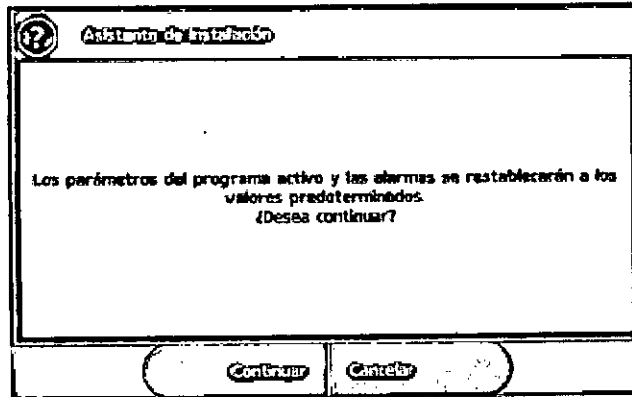 Asistente de Instalación
Los parámetros del programa activo y las alarmas se restablecerán a los
valores predeterminados.
¿Desea continuar?
Continuar
Cancelar